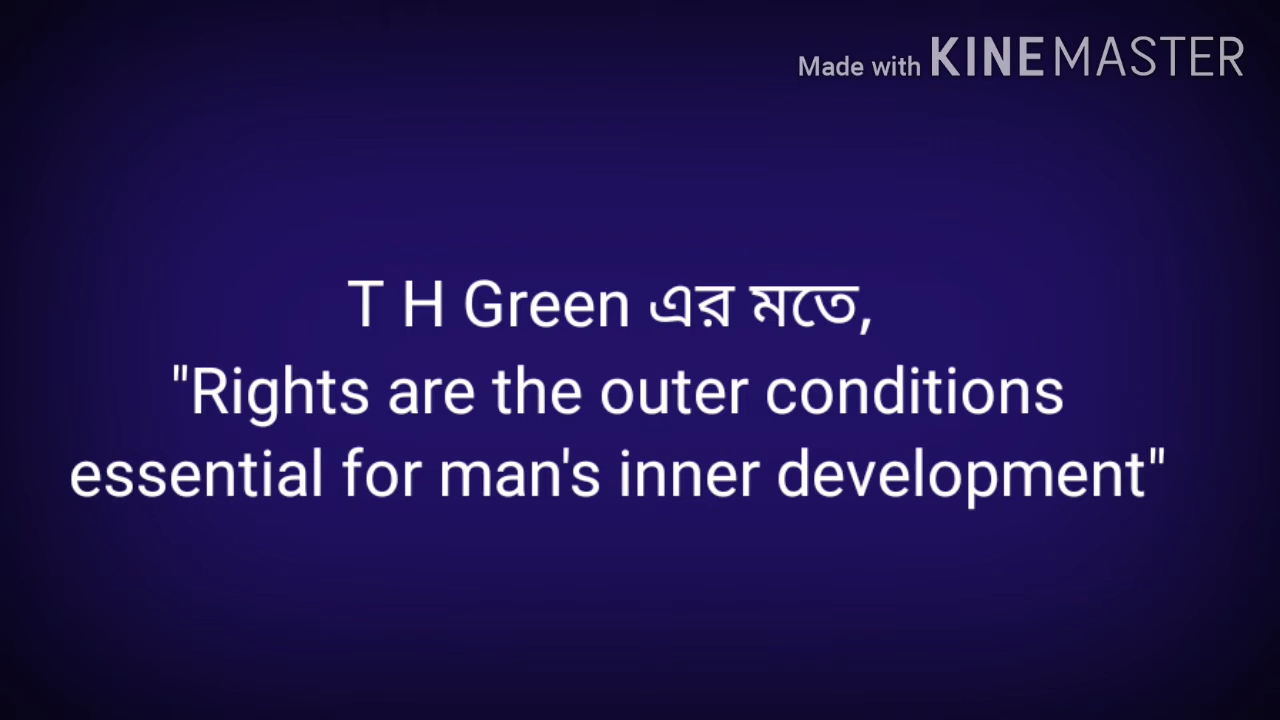 Made with KINEMASTER
T H Green এর মতে,
"Rights are the outer conditions
essential for man's inner development"